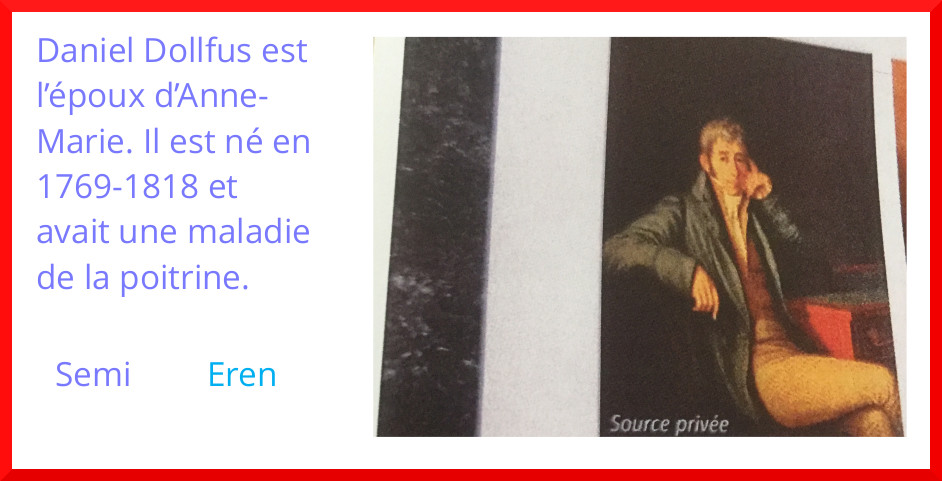 Daniel Dollfus est
l’époux d’Anne-
Marie. Il est né en
1769-1818 et
avait une maladie
de la poitrine.
Semi Eren
Source privée